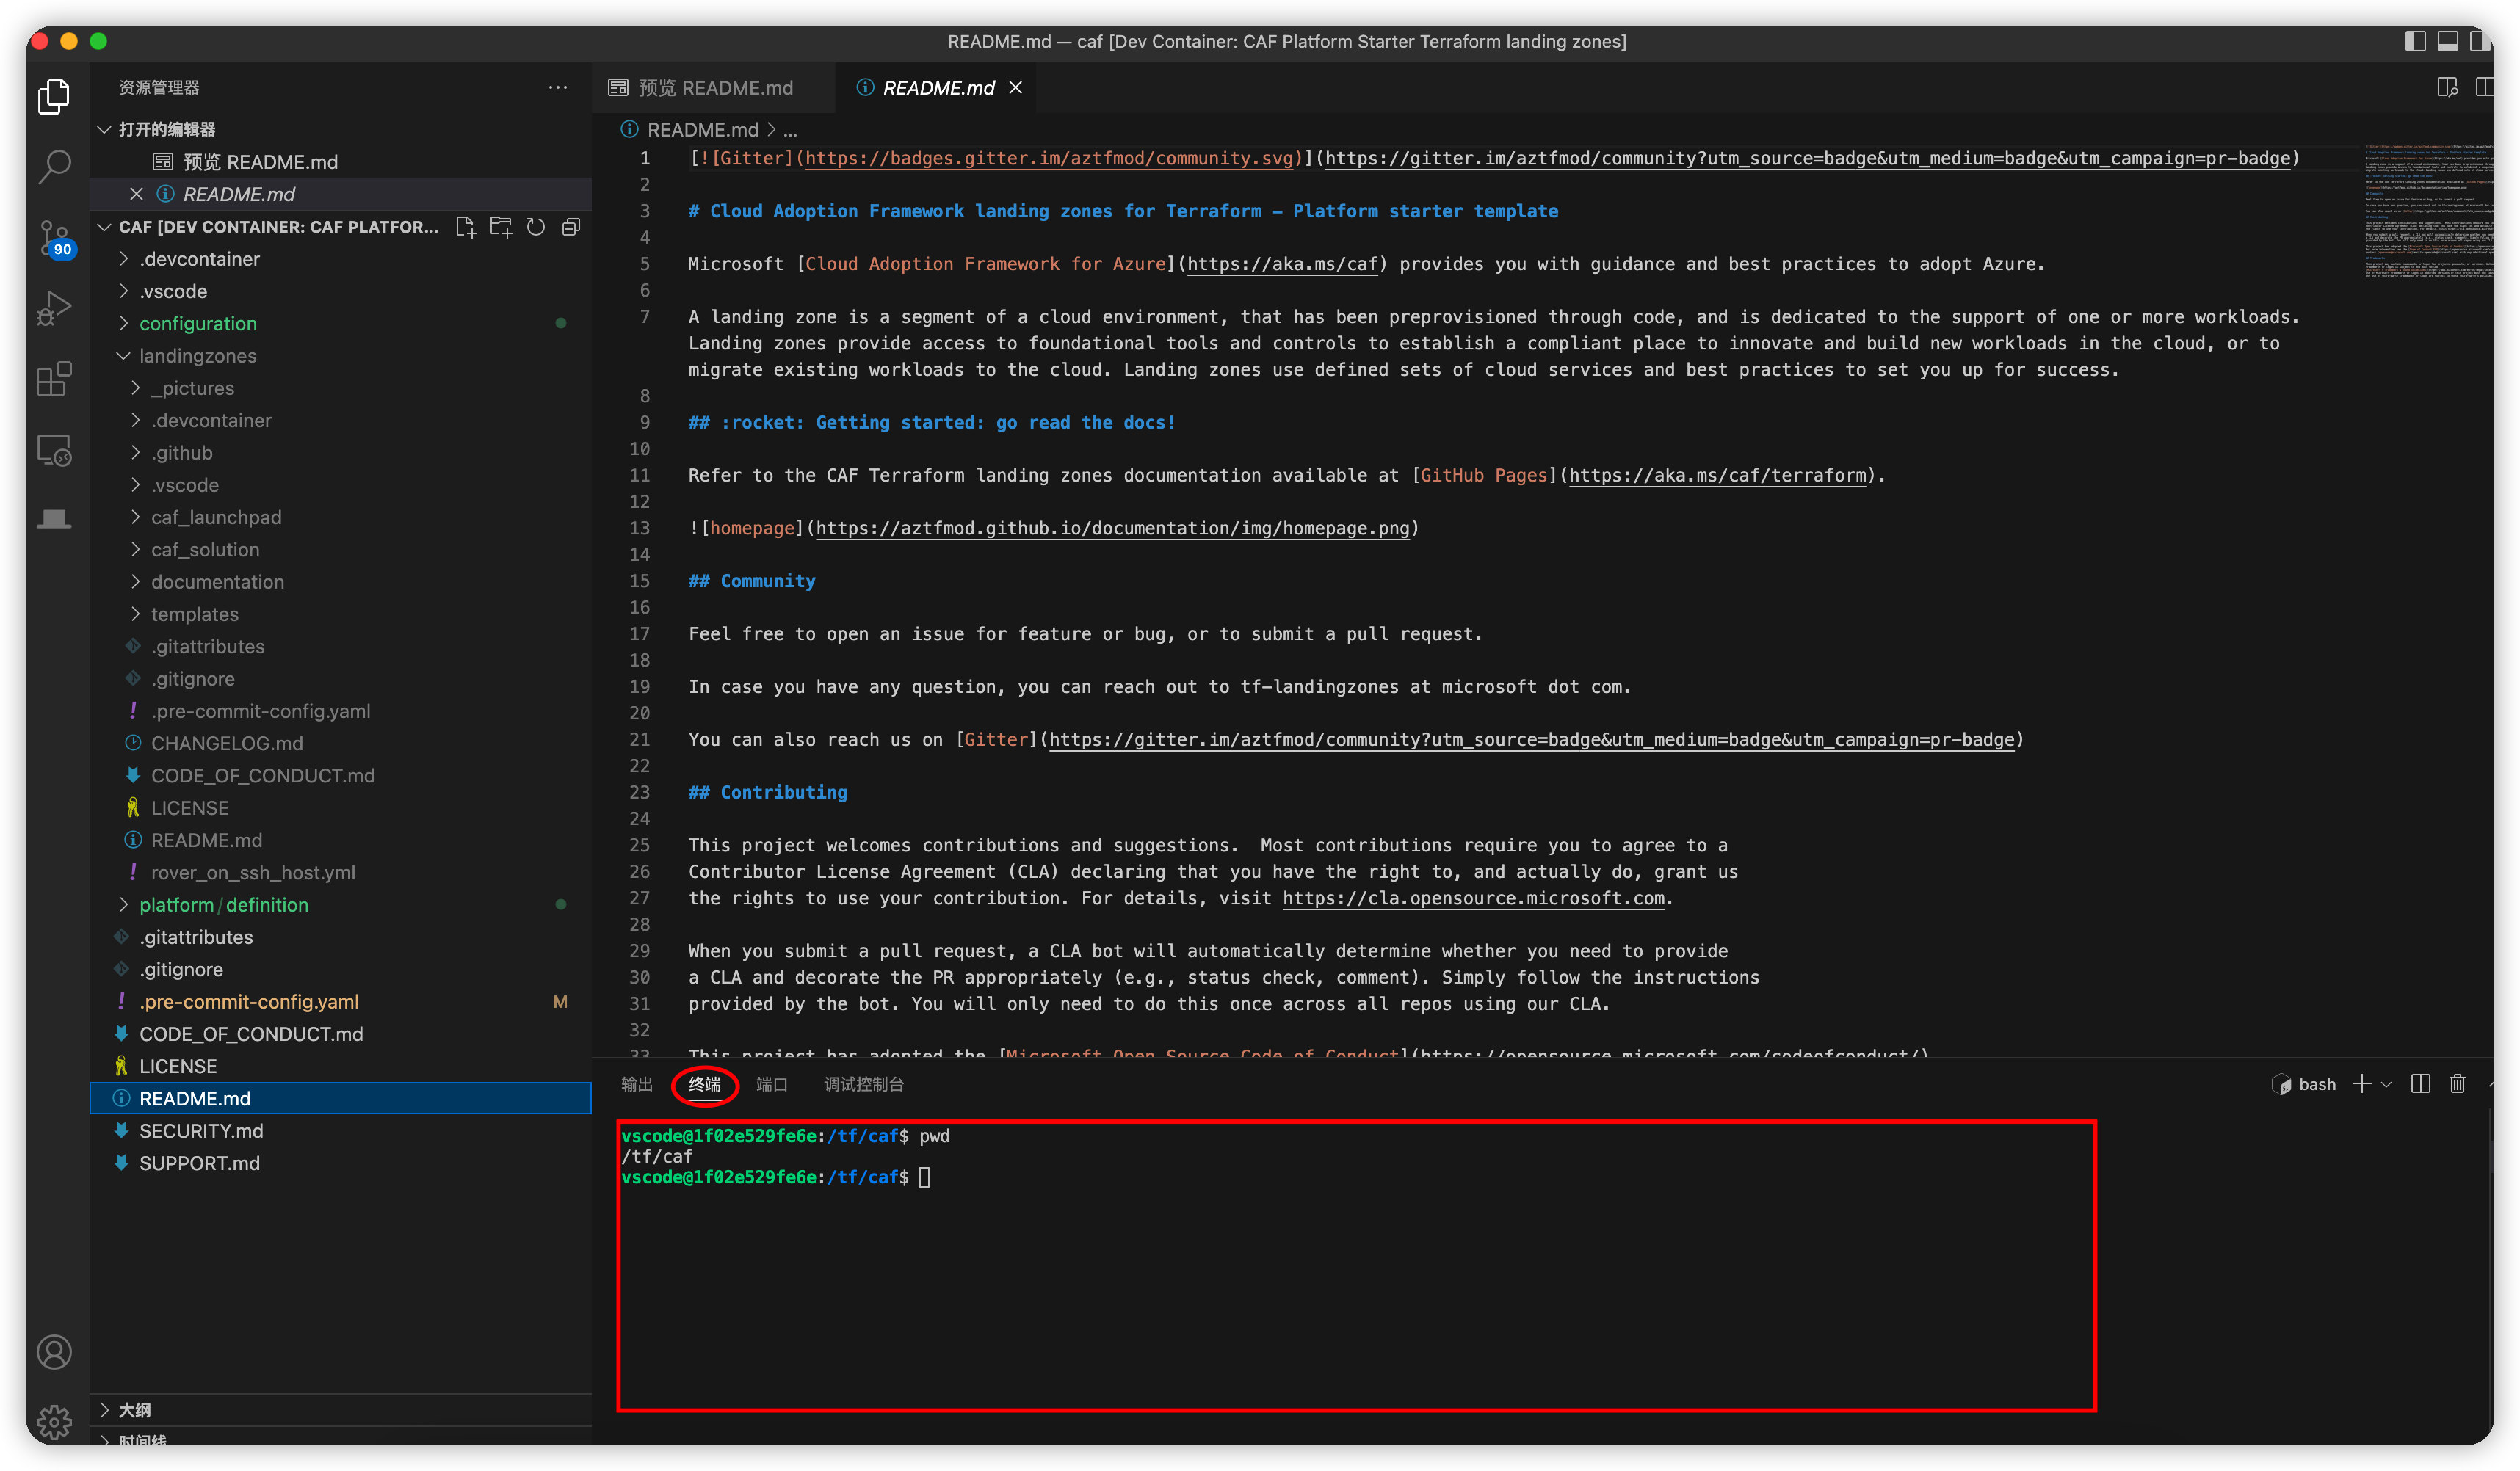 README.md — caf [Dev Container: CAF Platform Starter Terraform landing zones]
资源管理器
打开的编辑器
预览 README.md
README.md
CAF [DEV CONTAINER: CAF PLATFOR...
.devcontainer
.vscode
configuration
landingzones
_pictures
.devcontainer
.github
.vscode
caf_launchpad
caf_solution
documentation
templates
.gitattributes
.gitignore
.pre-commit-config.yaml
CHANGELOG.md
CODE_OF_CONDUCT.md
LICENSE
README.md
rover_on_ssh_host.yml
platform/definition
.gitattributes
.gitignore
.pre-commit-config.yaml M
CODE_OF_CONDUCT.md
LICENSE
README.md
SECURITY.md
SUPPORT.md
大纲
时间线
90
预览 README.md
README.md
README.md > ...
1 [![Gitter](https://badges.gitter.im/aztfmod/community.svg)](https://gitter.im/aztfmod/community?utm_source=badge&utm_medium=badge&utm_campaign=pr-badge)
2
3 # Cloud Adoption Framework landing zones for Terraform - Platform starter template
4
5 Microsoft [Cloud Adoption Framework for Azure](https://aka.ms/caf) provides you with guidance and best practices to adopt Azure.
6
7 A landing zone is a segment of a cloud environment, that has been preprovisioned through code, and is dedicated to the support of one or more workloads.
Landing zones provide access to foundational tools and controls to establish a compliant place to innovate and build new workloads in the cloud, or to
migrate existing workloads to the cloud. Landing zones use defined sets of cloud services and best practices to set you up for success.
8
9 ## :rocket: Getting started: go read the docs!
10
11 Refer to the CAF Terraform landing zones documentation available at [GitHub Pages](https://aka.ms/caf/terraform).
12
13 ![homepage](https://aztfmod.github.io/documentation/img/homepage.png)
14
15 ## Community
16
17 Feel free to open an issue for feature or bug, or to submit a pull request.
18
19 In case you have any question, you can reach out to tf-landingzones at microsoft dot com.
20
21 You can also reach us on [Gitter](https://gitter.im/aztfmod/community?utm_source=badge&utm_medium=badge&utm_campaign=pr-badge)
22
23 ## Contributing
24
25 This project welcomes contributions and suggestions.  Most contributions require you to agree to a
26 Contributor License Agreement (CLA) declaring that you have the right to, and actually do, grant us
27 the rights to use your contribution. For details, visit https://cla.opensource.microsoft.com.
28
29 When you submit a pull request, a CLA bot will automatically determine whether you need to provide
30 a CLA and decorate the PR appropriately (e.g., status check, comment). Simply follow the instructions
31 provided by the bot. You will only need to do this once across all repos using our CLA.
32
33 This project has adopted the [Microsoft Open Source Code of Conduct](https://opensource.microsoft.com/codeofconduct/)
输出 终端 端口 调试控制台
bash
vscode@1f02e529fe6e:/tf/caf$ pwd
/tf/caf
vscode@1f02e529fe6e:/tf/caf$